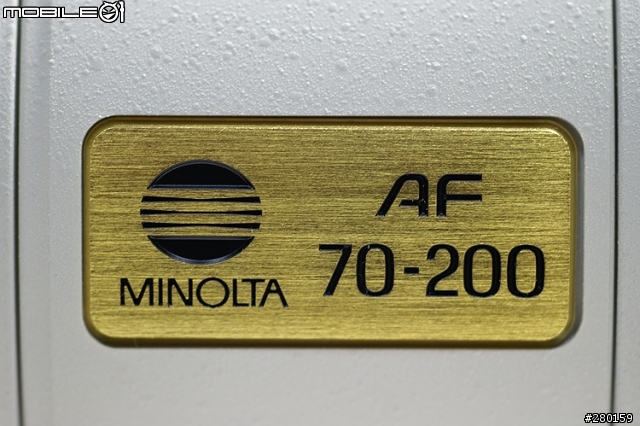 MOBILE01
MINOLTA
AF
70-200
#280159